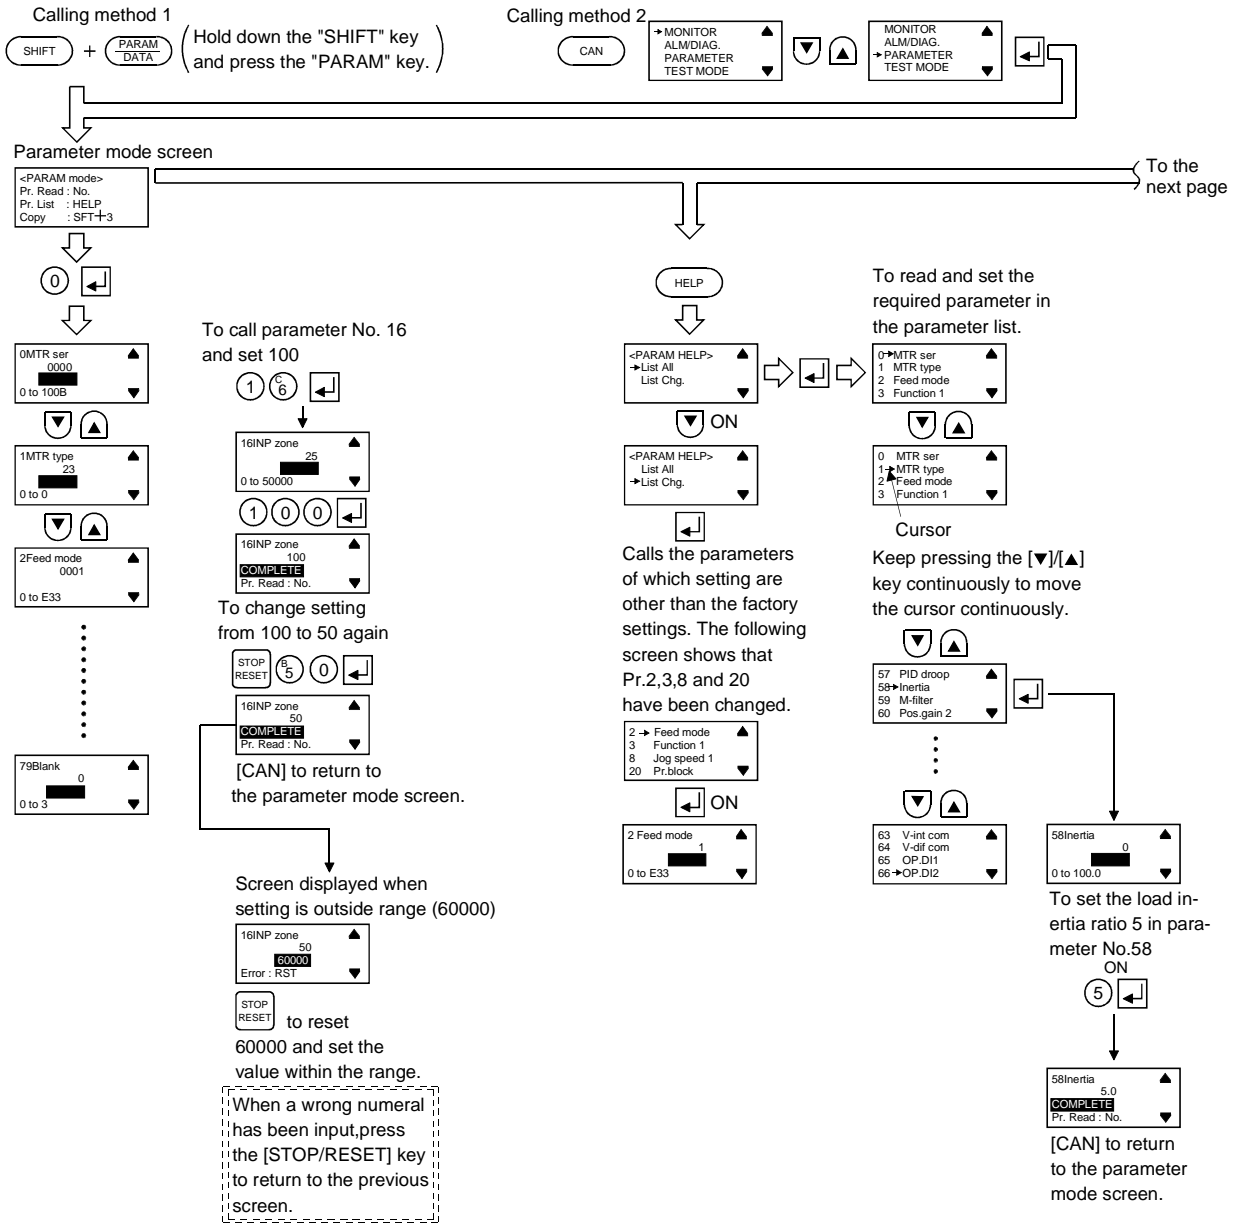 Calling method 1
SHIFT
+
PARAM
DATA
Hold down the "SHIFT" key
and press the "PARAM" key.
Calling method 2
CAN
➔MONITOR ▲
ALM/DIAG.
PARAMETER
TEST MODE ▼
▼ ▲
MONITOR ▲
ALM/DIAG.
➔PARAMETER
TEST MODE ▼
Parameter mode screen
<PARAM mode>
Pr. Read : No.
Pr. List : HELP
Copy : SFT+3
To the
next page
0
0MTR ser ▲
0000
0 to 100B ▼
▼ ▲
1MTR type ▲
23
0 to 0 ▼
▼ ▲
2Feed mode ▲
0001
0 to E33 ▼
79Blank ▲
0
0 to 3 ▼
To call parameter No. 16
and set 100
1 C 6
16INP zone ▲
25
0 to 50000 ▼
1 0 0
16INP zone ▲
100
COMPLETE
Pr. Read : No. ▼
To change setting
from 100 to 50 again
STOP
RESET
B 5 0
16INP zone ▲
50
COMPLETE
Pr. Read : No. ▼
[CAN] to return to
the parameter mode screen.
Screen displayed when
setting is outside range (60000)
16INP zone ▲
50
60000
Error : RST ▼
STOP
RESET
to reset
60000 and set the
value within the range.
When a wrong numeral
has been input,press
the [STOP/RESET] key
to return to the previous
screen.
HELP
<PARAM HELP> ▲
➔List All
List Chg. ▼
▼ ON
<PARAM HELP> ▲
List All
➔List Chg. ▼
Calls the parameters
of which setting are
other than the factory
settings. The following
screen shows that
Pr.2,3,8 and 20
have been changed.
2 ➔ Feed mode ▲
3 Function 1
8 Jog speed 1
20 Pr.block ▼
ON
2 Feed mode ▲
1
0 to E33 ▼
To read and set the
required parameter in
the parameter list.
0➔MTR ser ▲
1 MTR type
2 Feed mode
3 Function 1 ▼
▼ ▲
0 MTR ser ▲
1➔MTR type
2 Feed mode
3 Function 1 ▼
Cursor
Keep pressing the [▼]/[▲]
key continuously to move
the cursor continuously.
▼ ▲
57 PID droop ▲
58➔Inertia
59 M-filter
60 Pos.gain 2 ▼
▼ ▲
63 V-int com ▲
64 V-dif com
65 OP.DI1
66➔OP.DI2 ▼
58Inertia ▲
0
0 to 100.0 ▼
To set the load in-
ertia ratio 5 in para-
meter No.58
ON
5
58Inertia ▲
5.0
COMPLETE
Pr. Read : No. ▼
[CAN] to return
to the parameter
mode screen.